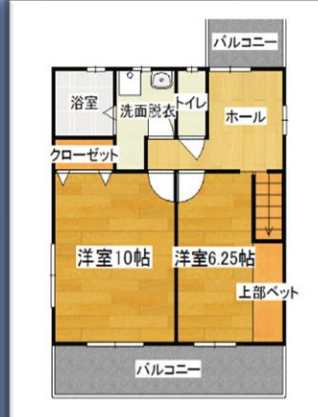 バルコニー
浴室
洗面脱衣
トイレ
ホール
クローゼット
洋室10帖
洋室6.25帖
上部ベット
バルコニー